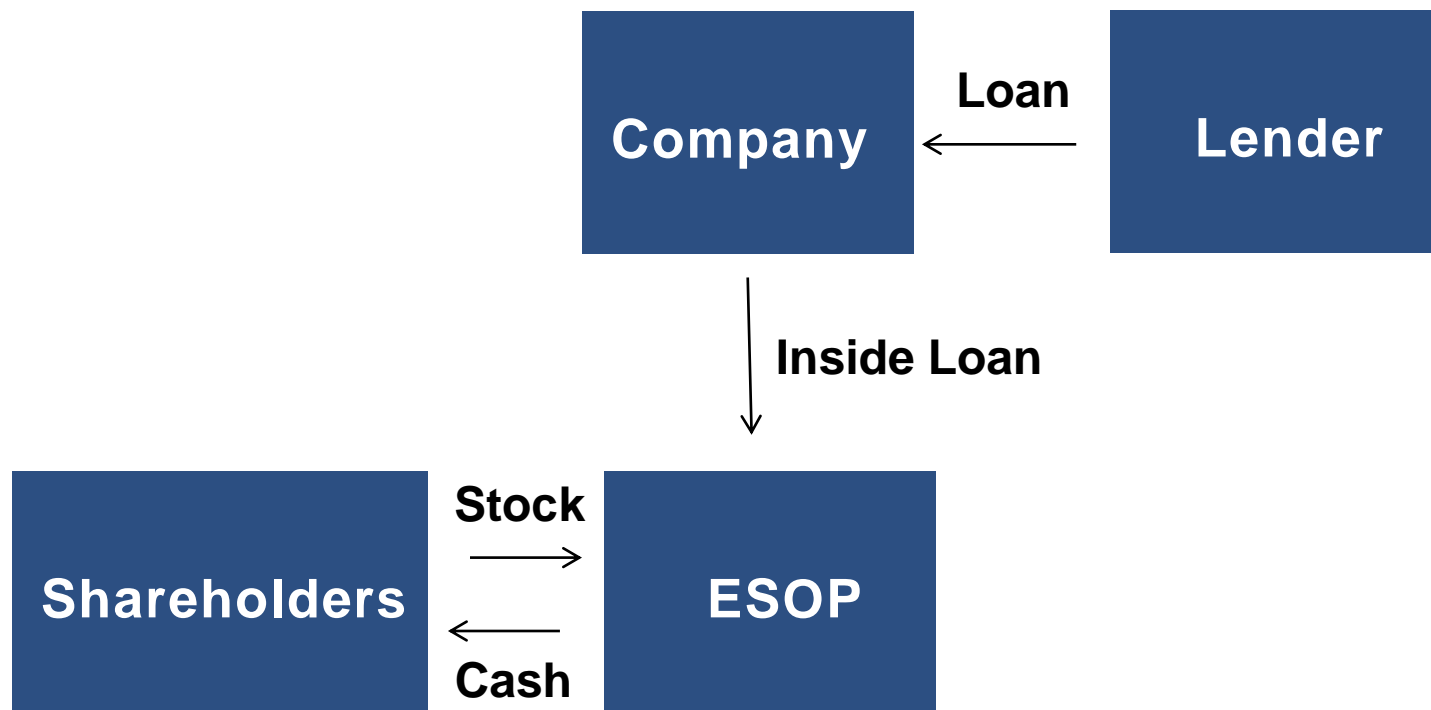 Loan
Company
Lender
Inside Loan
Stock
Shareholders
ESOP
Cash